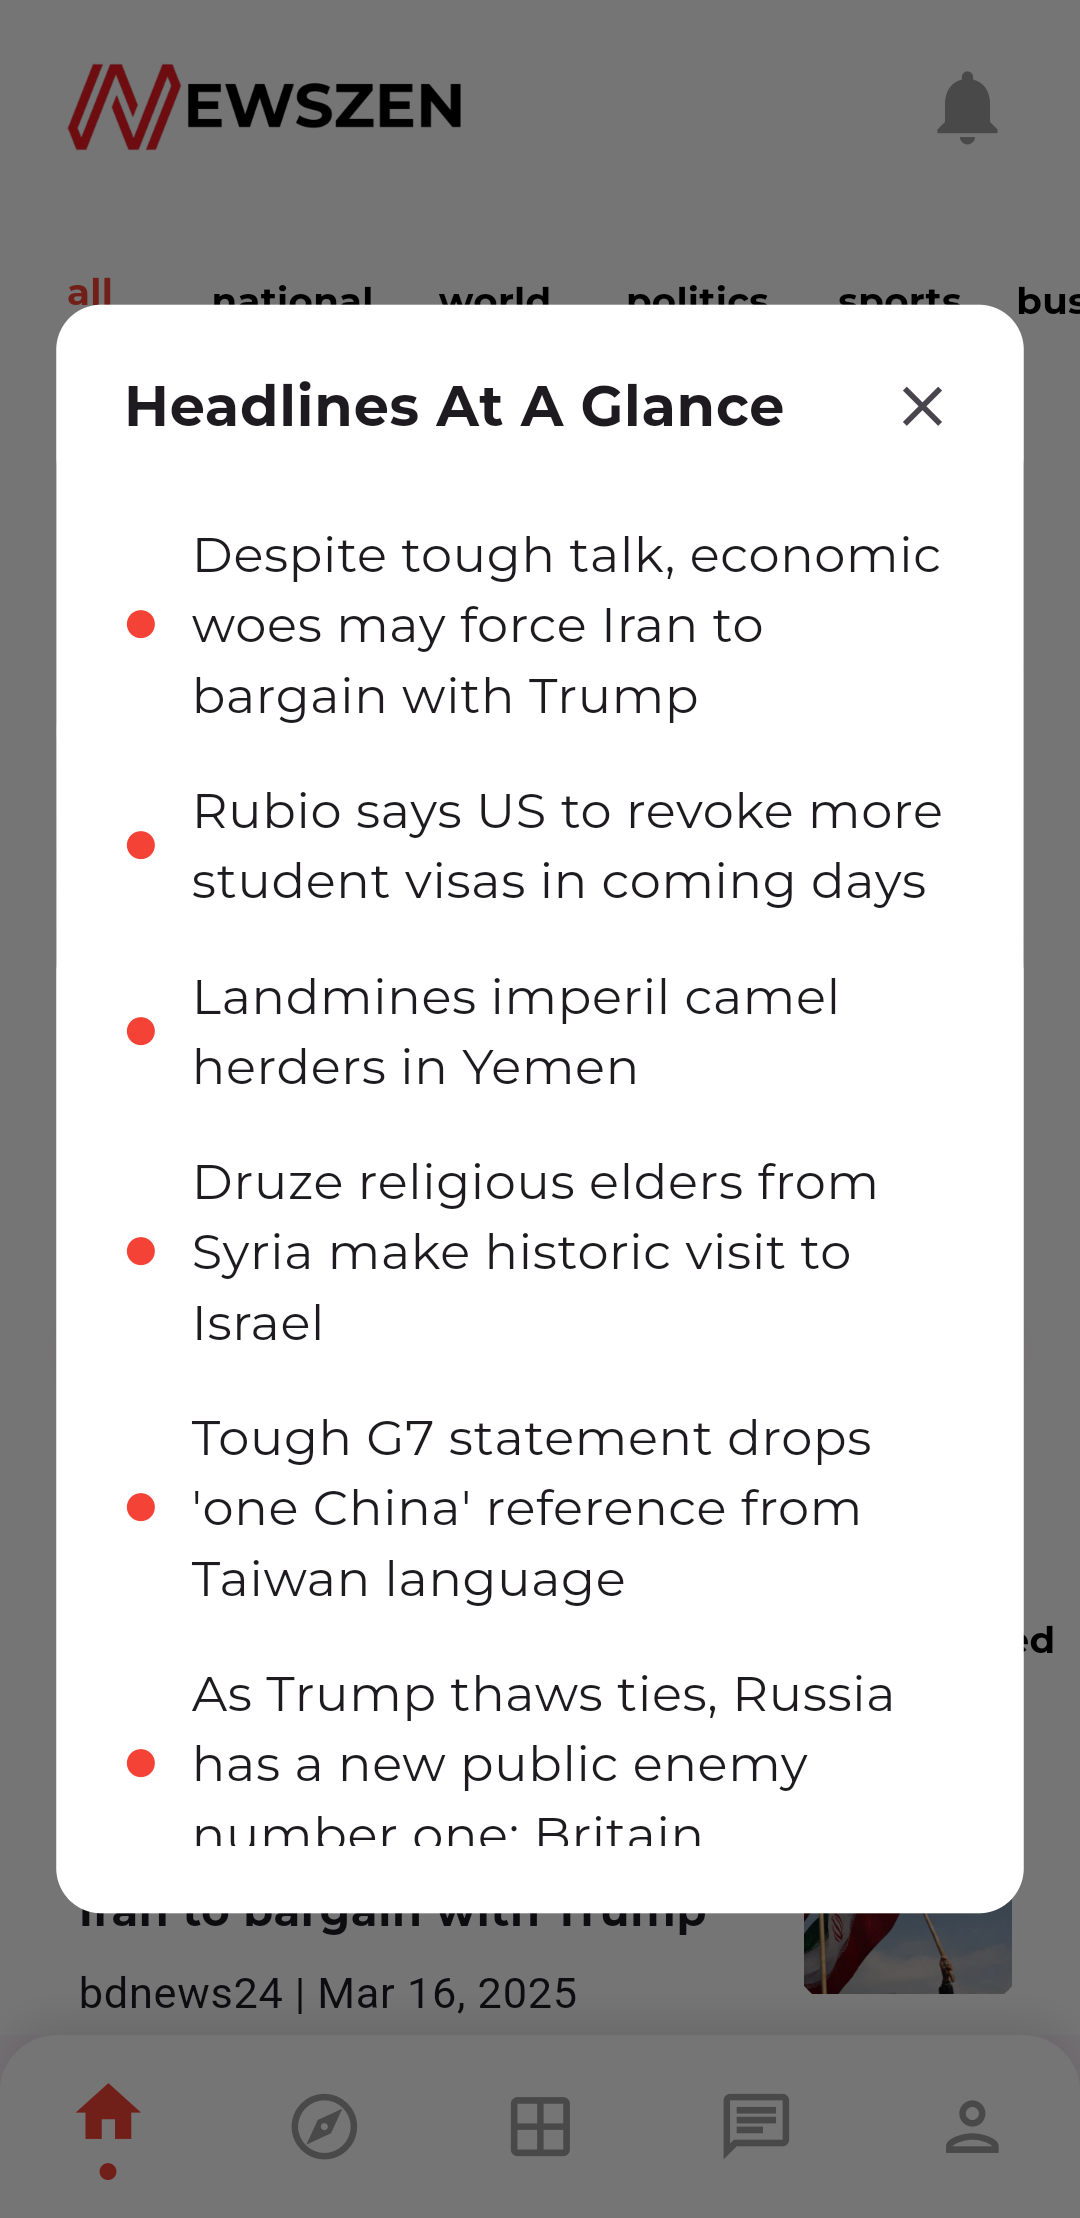 NEWSZEN
all national world politics sports bus
Headlines At A Glance
Despite tough talk, economic
woes may force Iran to
bargain with Trump
Rubio says US to revoke more
student visas in coming days
Landmines imperil camel
herders in Yemen
Druze religious elders from
Syria make historic visit to
Israel
Tough G7 statement drops
'one China' reference from
Taiwan language
ed
As Trump thaws ties, Russia
has a new public enemy
number one: Britain
Iran to bargain with Trump
bdnews24 | Mar 16, 2025